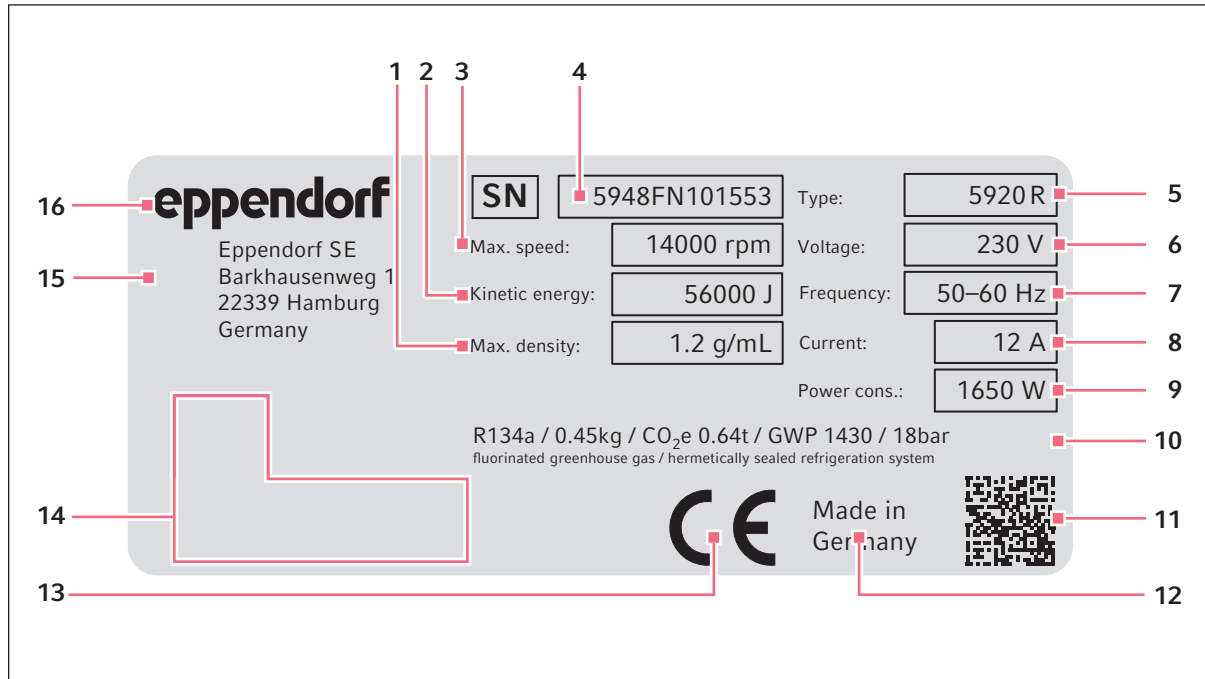 1 2 3 4
16 eppendorf SN 5948FN101553 Type: 5920 R 5
15 Eppendorf SE Max. speed: 14000 rpm Voltage: 230 V 6
Barkhausenweg 1
22339 Hamburg Kinetic energy: 56000 J Frequency: 50–60 Hz 7
Germany Max. density: 1.2 g/mL Current: 12 A 8
Power cons.: 1650 W 9
R134a / 0.45kg / CO₂e 0.64t / GWP 1430 / 18bar 10
fluorinated greenhouse gas / hermetically sealed refrigeration system
14 CE Made in 11
Germany
13 12